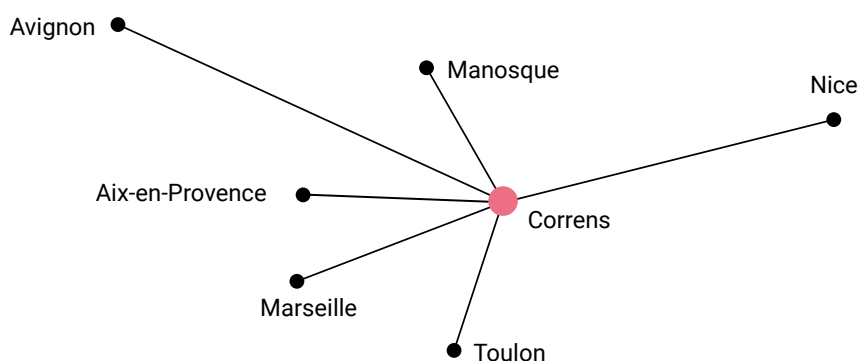 Avignon
Manosque
Nice
Aix-en-Provence
Correns
Marseille
Toulon